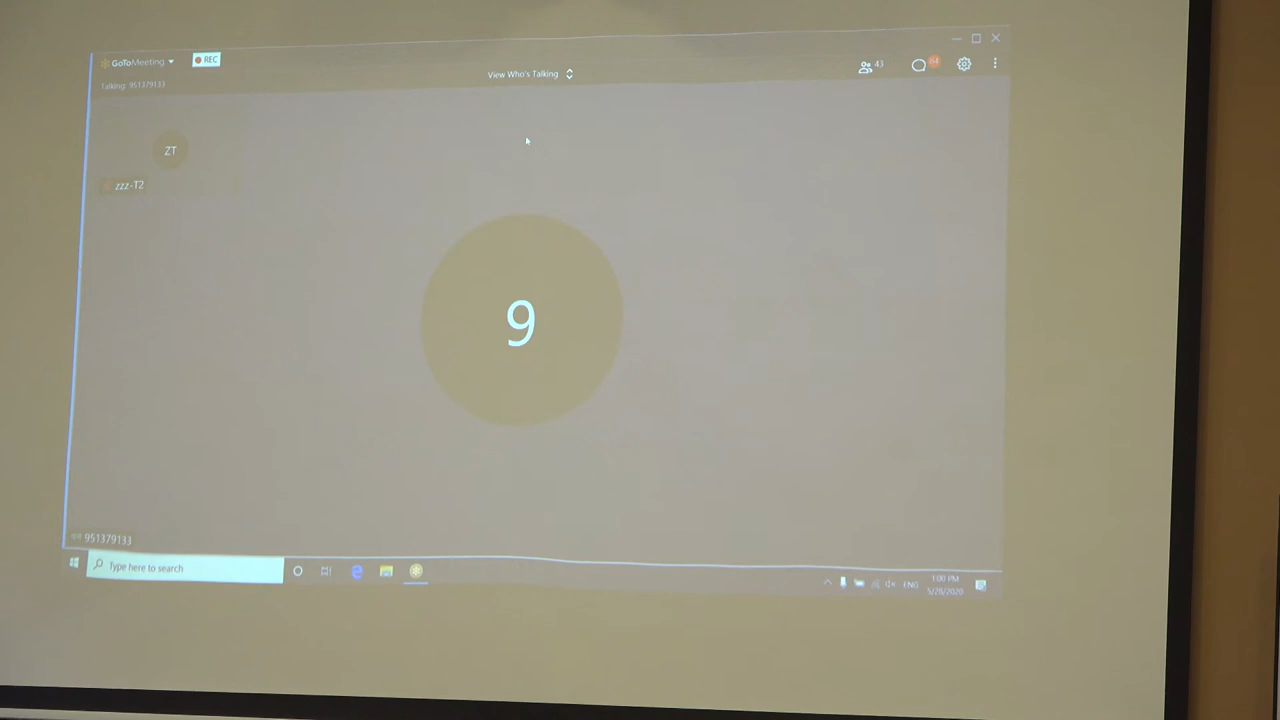 GoToMeeting
REC
View Who's Talking
43
Talking: 951379133
ZT
zzz-T2
9
951379133
Type here to search
ENG
1:00 PM
5/28/2020